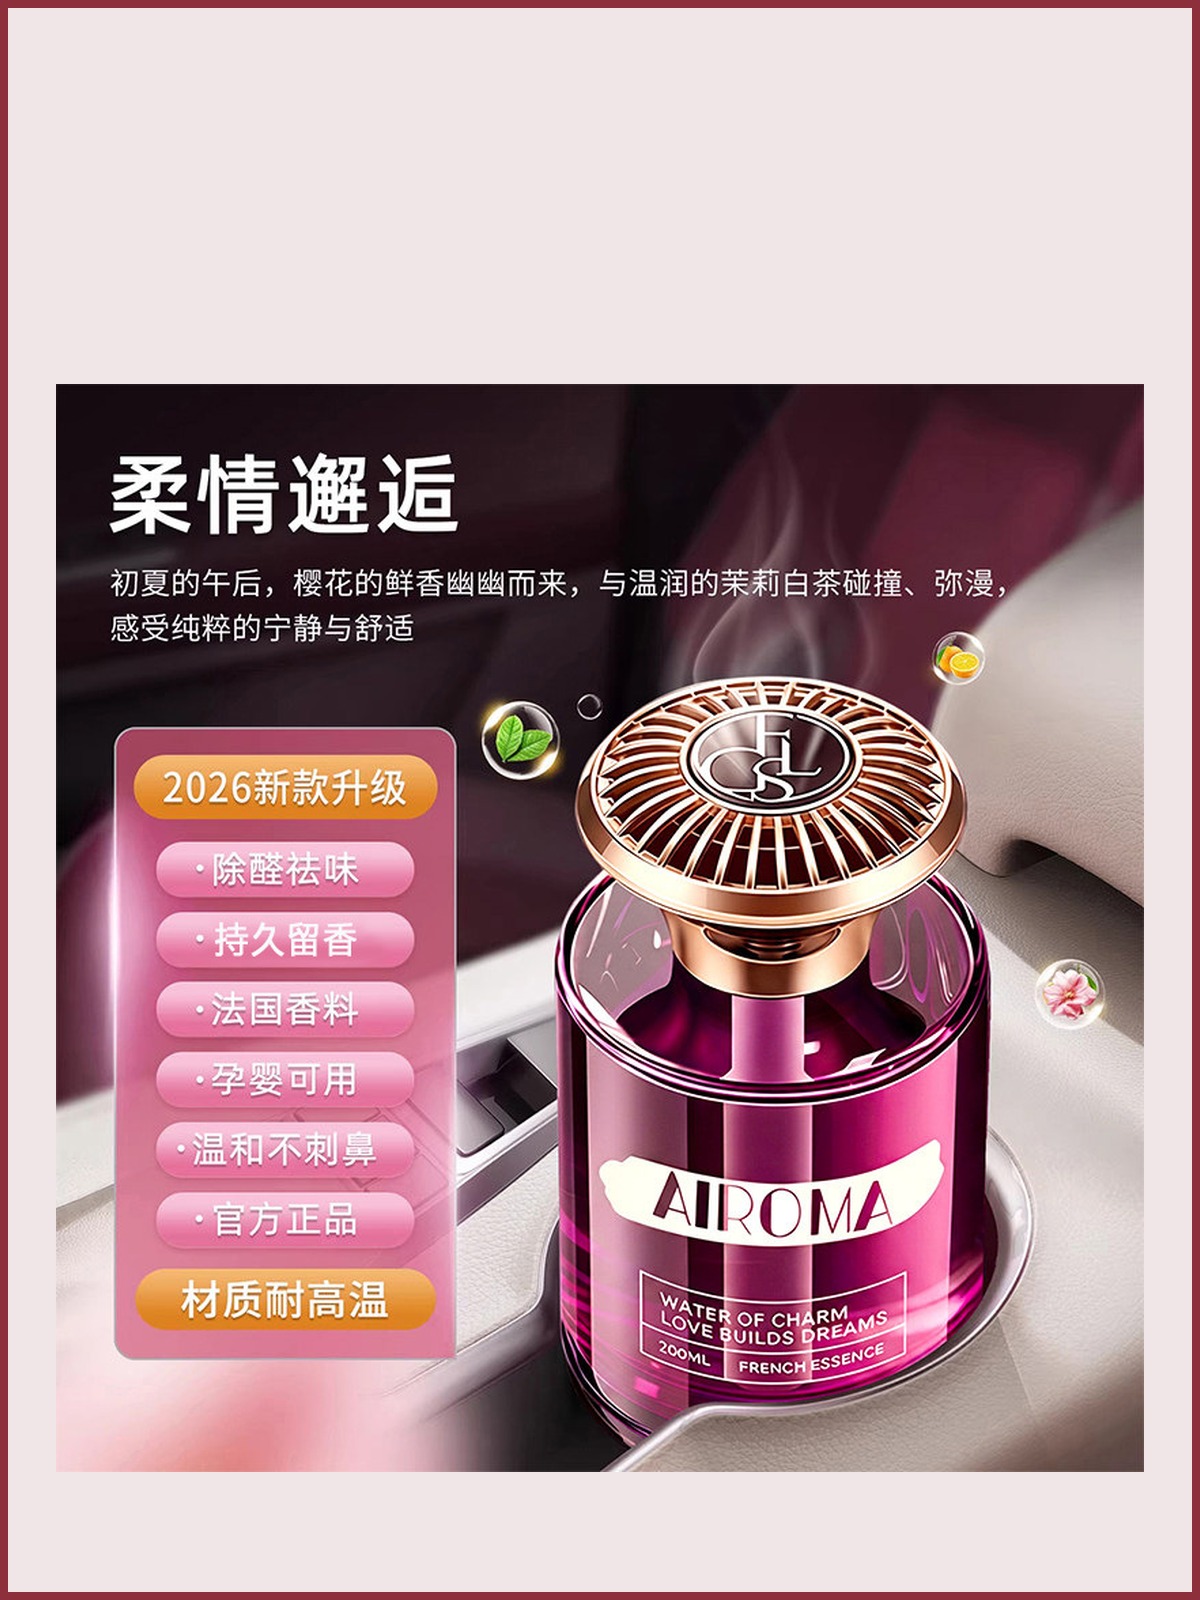 柔情邂逅
初夏的午后，樱花的鲜香幽幽而来，与温润的茉莉白茶碰撞、弥漫，
感受纯粹的宁静与舒适
2026新款升级
·除醛祛味
·持久留香
·法国香料
·孕婴可用
·温和不刺鼻
·官方正品
材质耐高温
AIROMA
WATER OF CHARM
LOVE BUILDS DREAMS
200ML
FRENCH ESSENCE